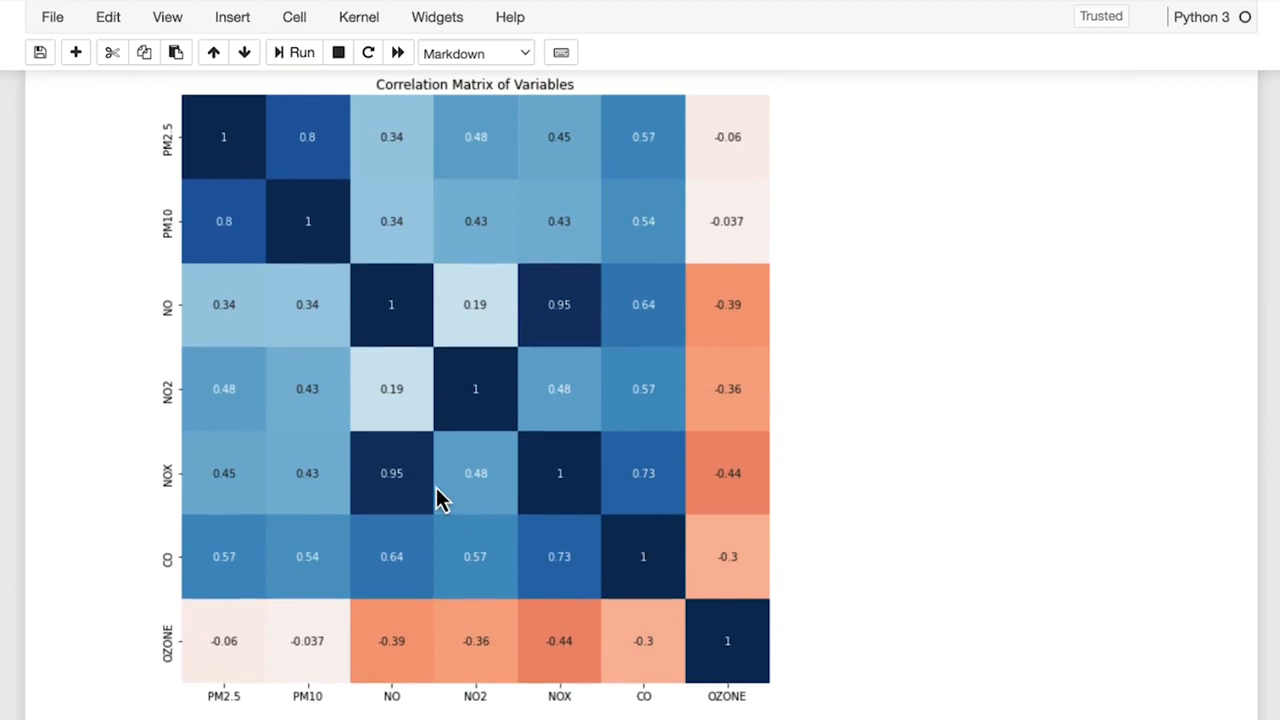 File Edit View Insert Cell Kernel Widgets Help Trusted Python 3
Run Markdown
Correlation Matrix of Variables
PM2.5 1 0.8 0.34 0.48 0.45 0.57 -0.06
PM10 0.8 1 0.34 0.43 0.43 0.54 -0.037
NO 0.34 0.34 1 0.19 0.95 0.64 -0.39
NO2 0.48 0.43 0.19 1 0.48 0.57 -0.36
NOX 0.45 0.43 0.95 0.48 1 0.73 -0.44
CO 0.57 0.54 0.64 0.57 0.73 1 -0.3
OZONE -0.06 -0.037 -0.39 -0.36 -0.44 -0.3 1
PM2.5 PM10 NO NO2 NOX CO OZONE